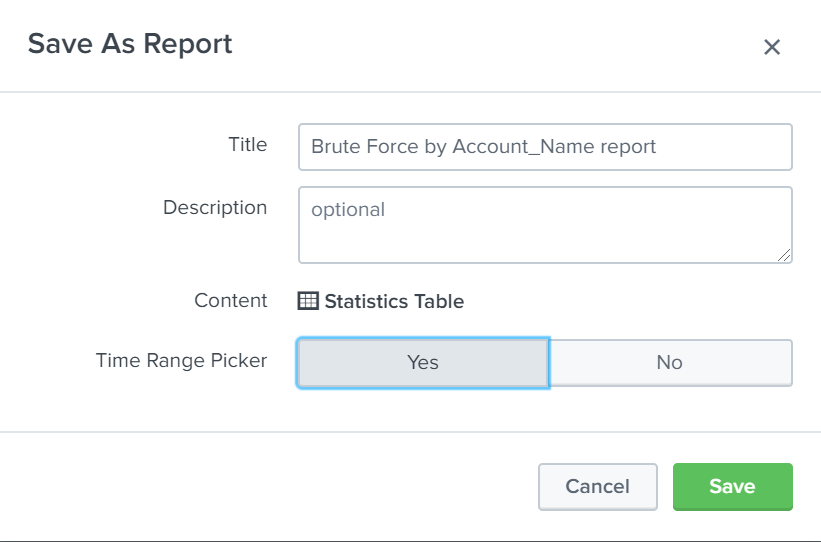 Save As Report
Title
Brute Force by Account_Name report
Description
optional
Content
Statistics Table
Time Range Picker
Yes
No
Cancel
Save